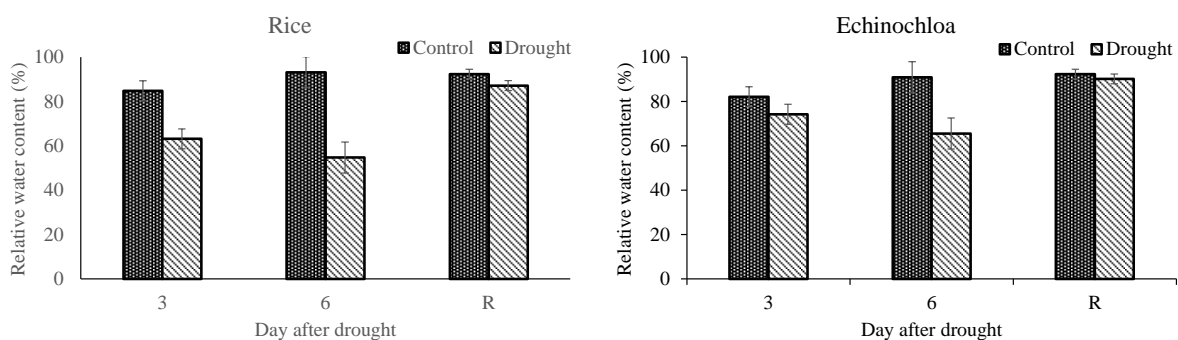 Rice
Control Drought
Relative water content (%)
100
80
60
40
20
0
3 6 R
Day after drought
Echinochloa
Control Drought
Relative water content (%)
100
80
60
40
20
0
3 6 R
Day after drought